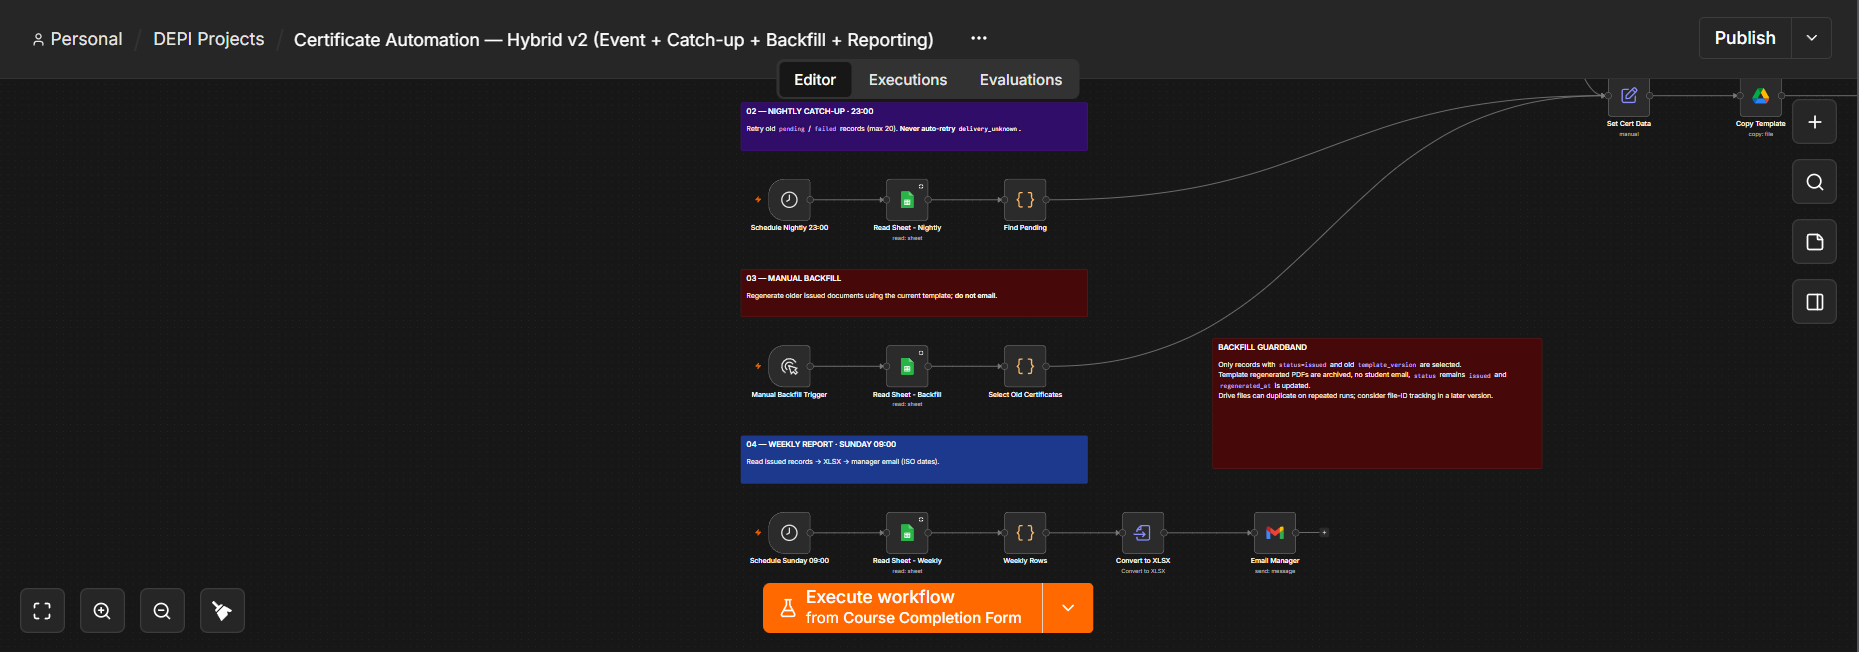 Personal / DEPI Projects / Certificate Automation — Hybrid v2 (Event + Catch-up + Backfill + Reporting) ...
Publish
Editor Executions Evaluations
02 — NIGHTLY CATCH-UP · 23:00
Retry old pending / failed records (max 20). Never auto-retry delivery_unknown.
Set Cert Data
manual
Copy Template
copy: file
Schedule Nightly 23:00
Read Sheet - Nightly
read: sheet
Find Pending
03 — MANUAL BACKFILL
Regenerate older issued documents using the current template; do not email.
Manual Backfill Trigger
Read Sheet - Backfill
read: sheet
Select Old Certificates
BACKFILL GUARDBAND
Only records with status=issued and old template_version are selected.
Template regenerated PDFs are archived, no student email, status remains issued and
regenerated_at is updated.
Drive files can duplicate on repeated runs; consider file-ID tracking in a later version.
04 — WEEKLY REPORT · SUNDAY 09:00
Read issued records → XLSX → manager email (ISO dates).
Schedule Sunday 09:00
Read Sheet - Weekly
read: sheet
Weekly Rows
Convert to XLSX
Convert to XLSX
Email Manager
send: message
Execute workflow
from Course Completion Form